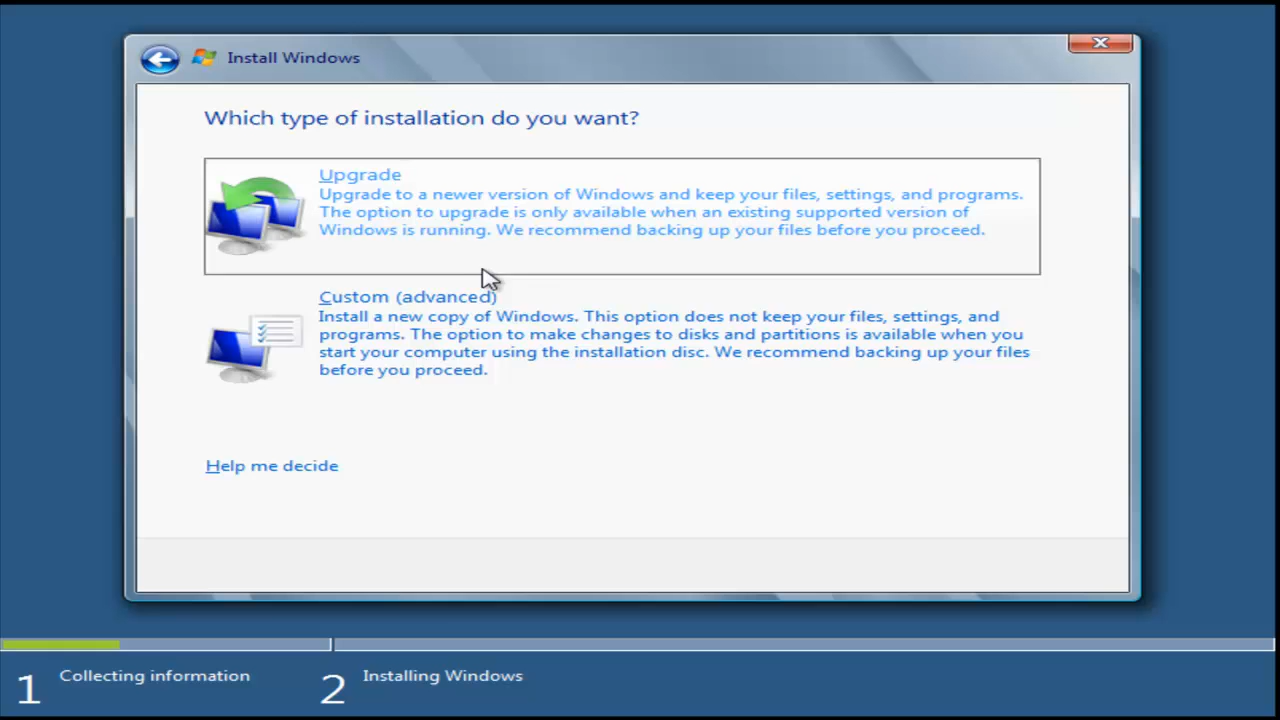 Install Windows
Which type of installation do you want?
Upgrade
Upgrade to a newer version of Windows and keep your files, settings, and programs.
The option to upgrade is only available when an existing supported version of
Windows is running. We recommend backing up your files before you proceed.
Custom (advanced)
Install a new copy of Windows. This option does not keep your files, settings, and
programs. The option to make changes to disks and partitions is available when you
start your computer using the installation disc. We recommend backing up your files
before you proceed.
Help me decide
1 Collecting information
2 Installing Windows